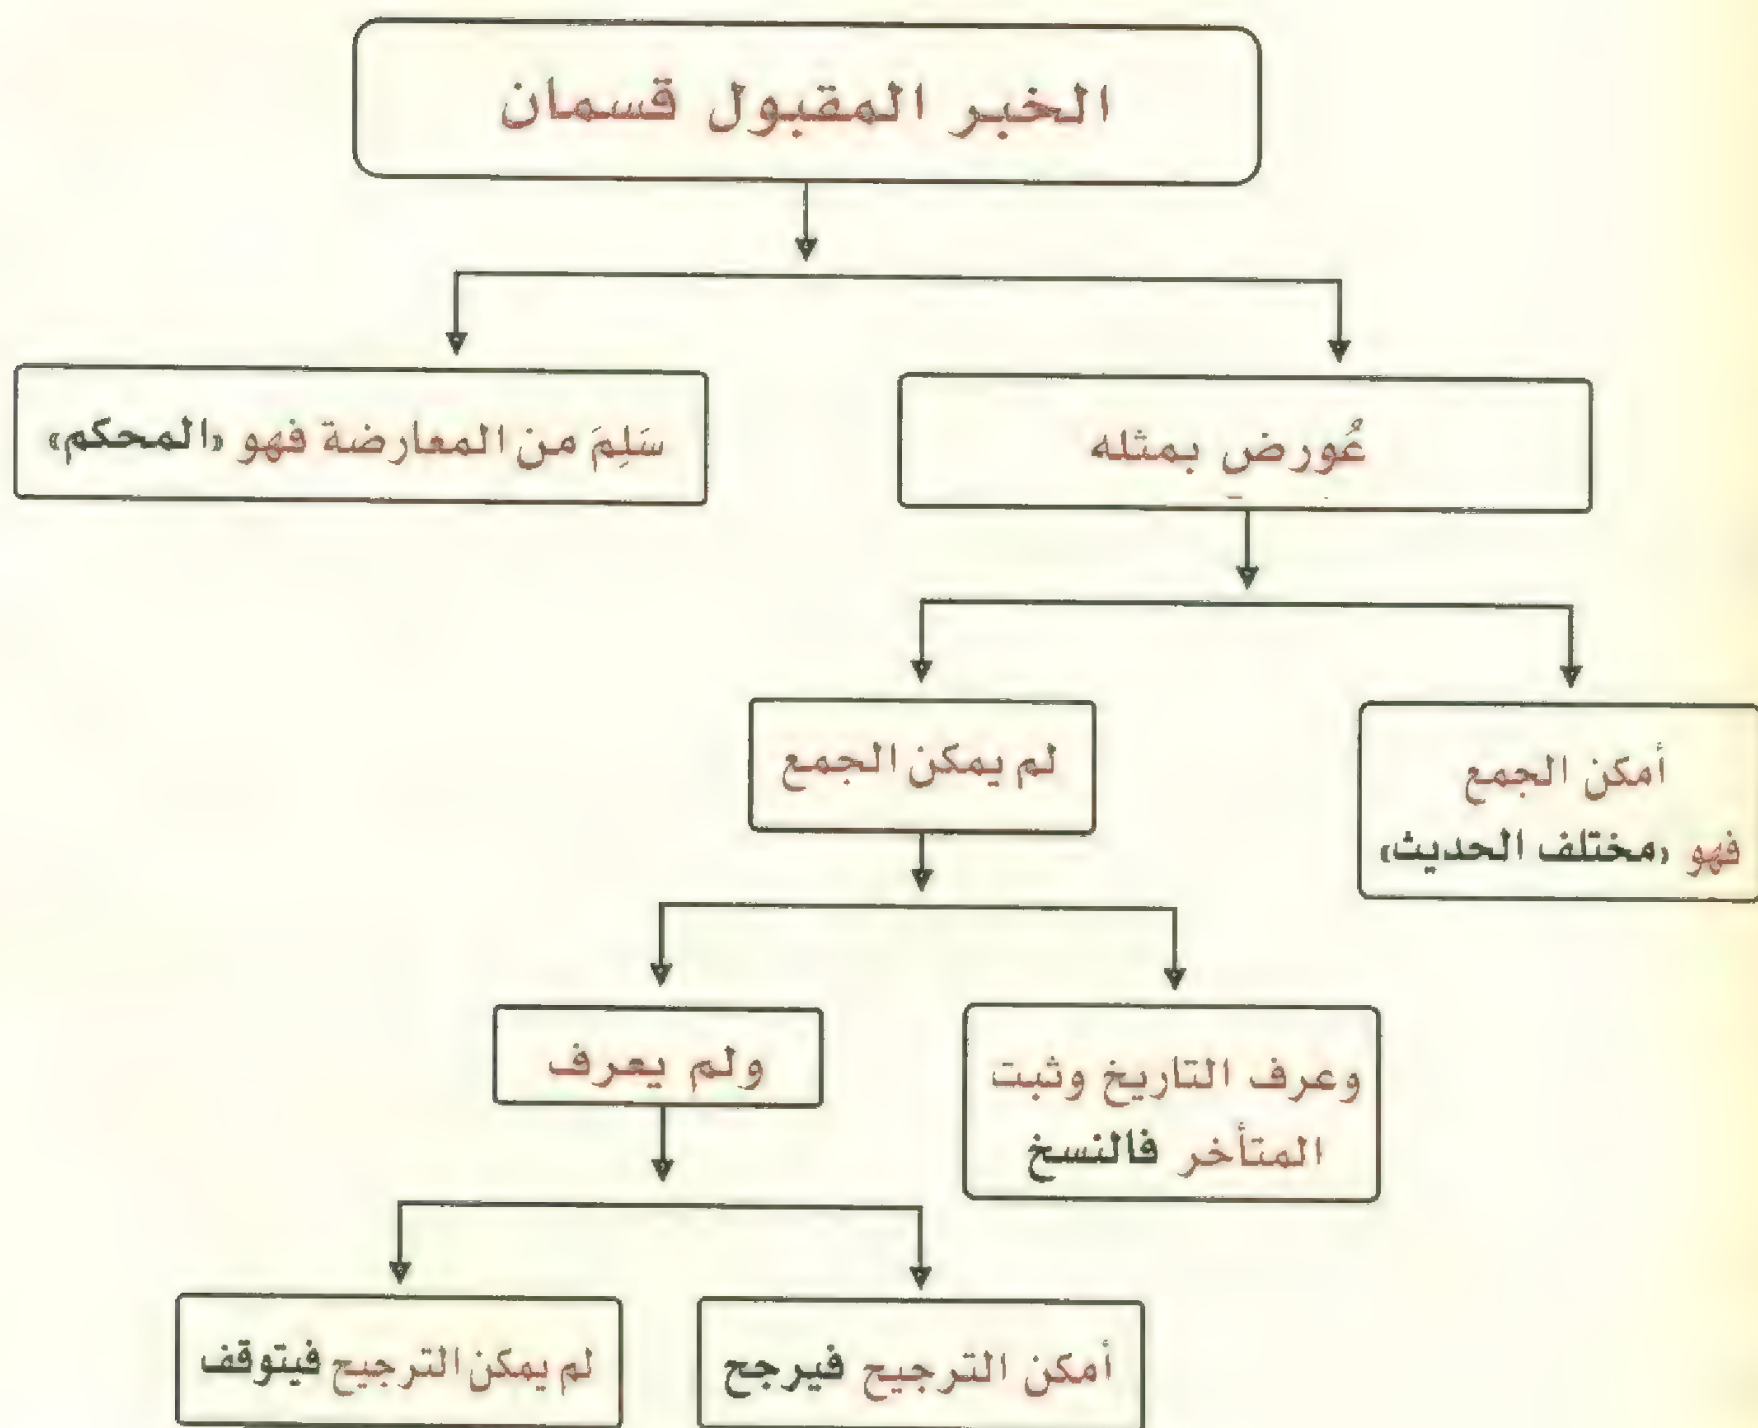 الخبر المقبول قسمان
عُورض بمثله
سَلِمَ من المعارضة فهو «المحكم»
أمكن الجمع
فهو «مختلف الحديث»
لم يمكن الجمع
وعرف التاريخ وثبت
المتأخر فالنسخ
ولم يعرف
أمكن الترجيح فيرجح
لم يمكن الترجيح فيتوقف